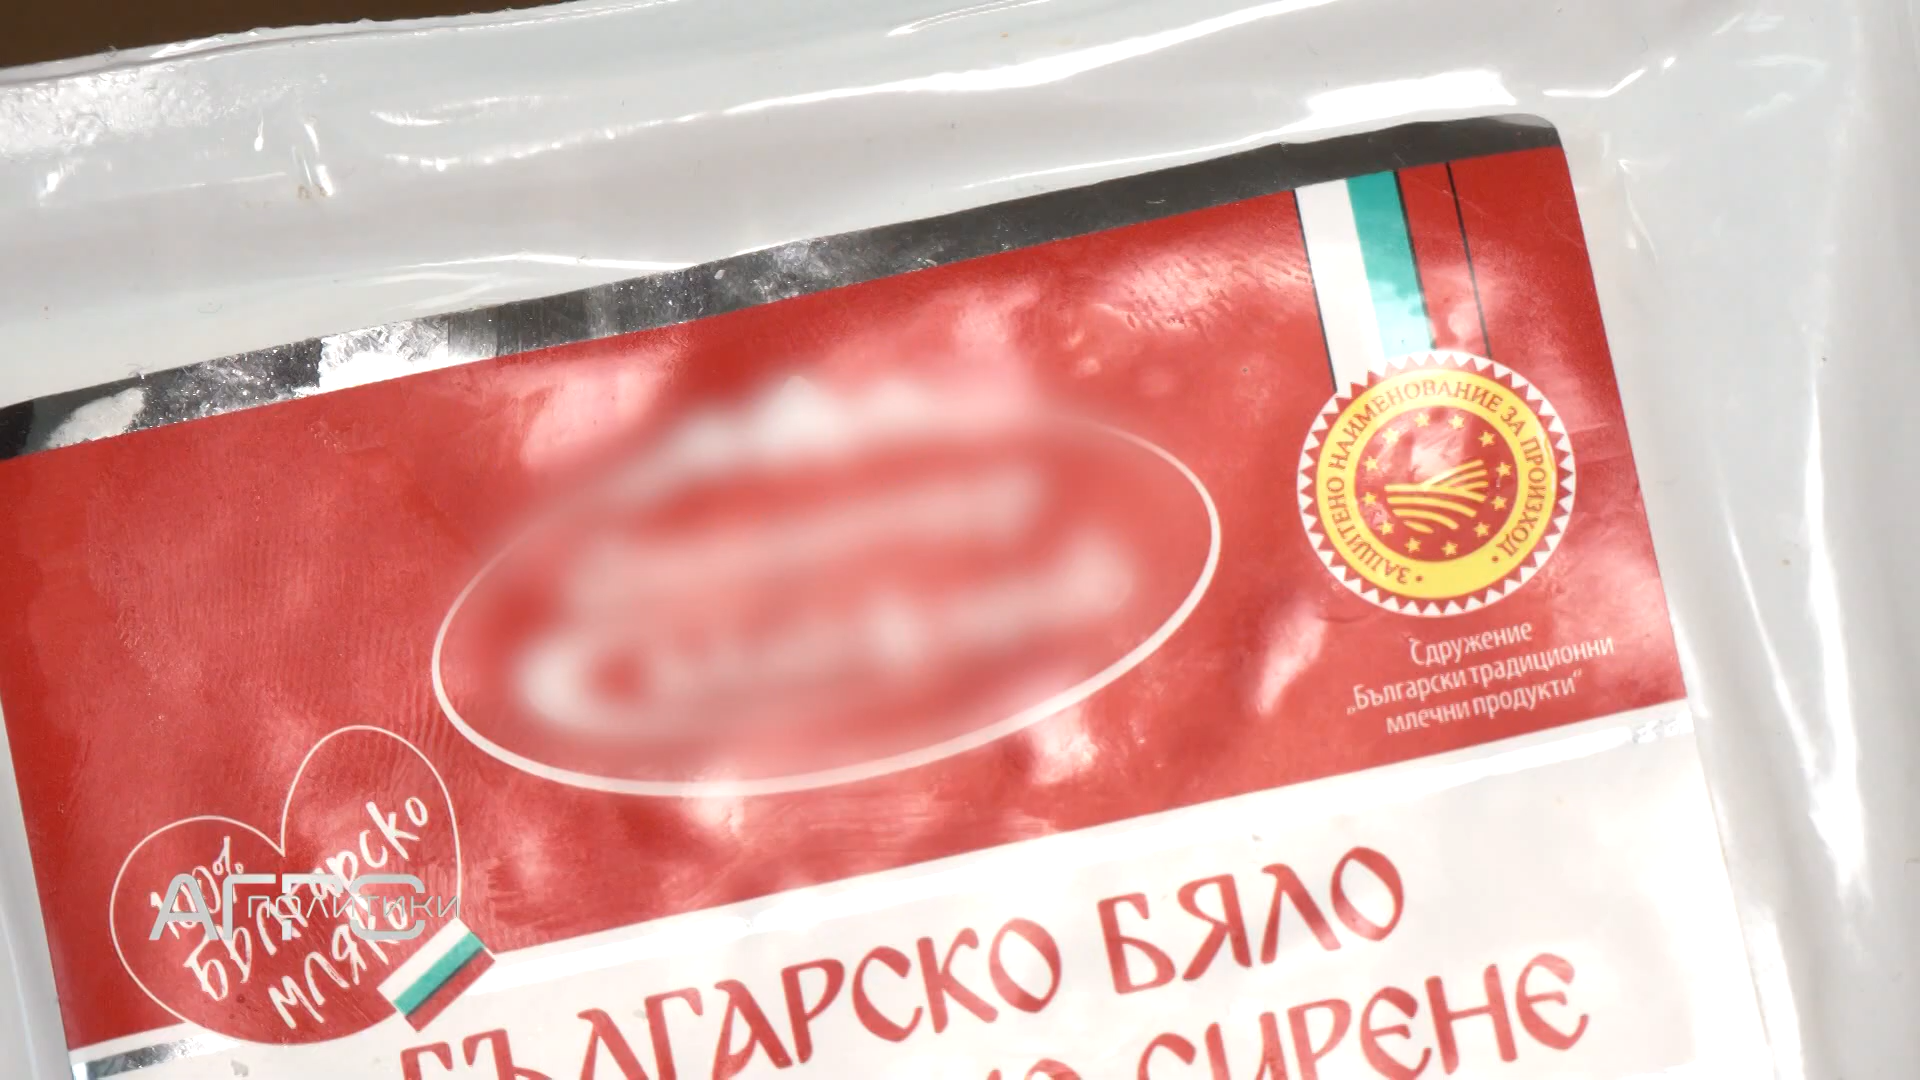 ЗАЩИТЕНО НАИМЕНОВАНИЕ ЗА ПРОИЗХОД
Сдружение
„Български традиционни
млечни продукти“
100%
БЪЛГАРСКО
МЛЯКО
АГРО
ПОЛИТИКИ
БЪЛГАРСКО БЯЛО
СИРЕНЕ